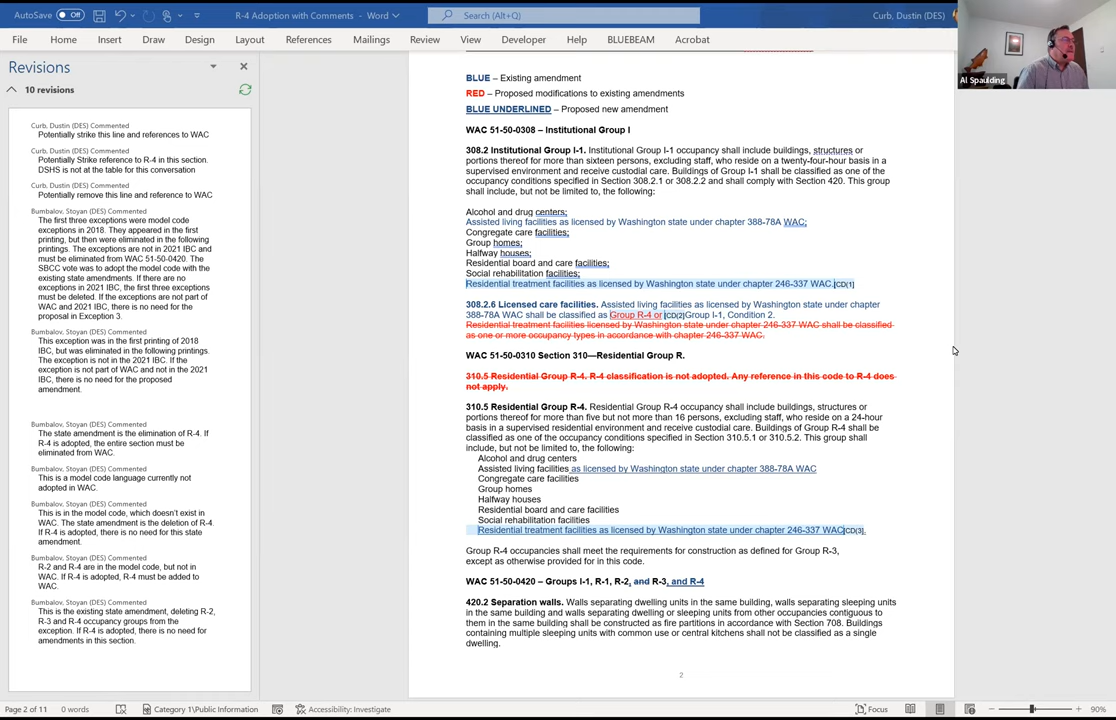 AutoSave Off R-4 Adoption with Comments - Word Search (Alt+Q) Curb, Dustin (DES)
File Home Insert Draw Design Layout References Mailings Review View Developer Help BLUEBEAM Acrobat
Al Spaulding
Revisions
10 revisions
Curb, Dustin (DES) Commented
Potentially strike this line and references to WAC
Curb, Dustin (DES) Commented
Potentially Strike reference to R-4 in this section.
DSHS is not at the table for this conversation
Curb, Dustin (DES) Commented
Potentially remove this line and reference to WAC
Bumbalov, Stoyan (DES) Commented
The first three exceptions were model code
exceptions in 2018. They appeared in the first
printing, but then were eliminated in the following
printings. The exceptions are not in 2021 IBC and
must be eliminated from WAC 51-50-0420. The
SBCC vote was to adopt the model code with the
existing state amendments. If there are no
exceptions in 2021 IBC, the first three exceptions
must be deleted. If the exceptions are not part of
WAC and 2021 IBC, there is no need for the
proposal in Exception 3.
Bumbalov, Stoyan (DES) Commented
This exception was in the first printing of 2018
IBC, but was eliminated in the following printings.
The exception is not in the 2021 IBC. If the
exception is not part of WAC and not in the 2021
IBC, there is no need for the proposed
amendment.
Bumbalov, Stoyan (DES) Commented
The state amendment is the elimination of R-4. If
R-4 is adopted, the entire section must be
eliminated from WAC.
Bumbalov, Stoyan (DES) Commented
This is a model code language currently not
adopted in WAC.
Bumbalov, Stoyan (DES) Commented
This is in the model code, which doesn't exist in
WAC. The state amendment is the deletion of R-4.
If R-4 is adopted, there is no need for this state
amendment.
Bumbalov, Stoyan (DES) Commented
R-2 and R-4 are in the model code, but not in
WAC. If R-4 is adopted, R-4 must be added to
WAC.
Bumbalov, Stoyan (DES) Commented
This is the existing state amendment, deleting R-2,
R-3 and R-4 occupancy groups from the
exception. If R-4 is adopted, there is no need for
amendments in this section.
BLUE – Existing amendment
RED – Proposed modifications to existing amendments
BLUE UNDERLINED – Proposed new amendment
WAC 51-50-0308 – Institutional Group I
308.2 Institutional Group I-1. Institutional Group I-1 occupancy shall include buildings, structures or
portions thereof for more than sixteen persons, excluding staff, who reside on a twenty-four-hour basis in a
supervised environment and receive custodial care. Buildings of Group I-1 shall be classified as one of the
occupancy conditions specified in Section 308.2.1 or 308.2.2 and shall comply with Section 420. This group
shall include, but not be limited to, the following:
Alcohol and drug centers;
Assisted living facilities as licensed by Washington state under chapter 388-78A WAC;
Congregate care facilities;
Group homes;
Halfway houses;
Residential board and care facilities;
Social rehabilitation facilities;
Residential treatment facilities as licensed by Washington state under chapter 246-337 WAC.[CD(1]
308.2.6 Licensed care facilities. Assisted living facilities as licensed by Washington state under chapter
388-78A WAC shall be classified as Group R-4 or [CD(2]Group I-1, Condition 2.
Residential treatment facilities licensed by Washington state under chapter 246-337 WAC shall be classified
as one or more occupancy types in accordance with chapter 246-337 WAC.
WAC 51-50-0310 Section 310—Residential Group R.
310.5 Residential Group R-4. R-4 classification is not adopted. Any reference in this code to R-4 does
not apply.
310.5 Residential Group R-4. Residential Group R-4 occupancy shall include buildings, structures or
portions thereof for more than five but not more than 16 persons, excluding staff, who reside on a 24-hour
basis in a supervised residential environment and receive custodial care. Buildings of Group R-4 shall be
classified as one of the occupancy conditions specified in Section 310.5.1 or 310.5.2. This group shall
include, but not be limited to, the following:
Alcohol and drug centers
Assisted living facilities as licensed by Washington state under chapter 388-78A WAC
Congregate care facilities
Group homes
Halfway houses
Residential board and care facilities
Social rehabilitation facilities
Residential treatment facilities as licensed by Washington state under chapter 246-337 WAC[CD(3].
Group R-4 occupancies shall meet the requirements for construction as defined for Group R-3,
except as otherwise provided for in this code.
WAC 51-50-0420 – Groups I-1, R-1, R-2, and R-3, and R-4
420.2 Separation walls. Walls separating dwelling units in the same building, walls separating sleeping units
in the same building and walls separating dwelling or sleeping units from other occupancies contiguous to
them in the same building shall be constructed as fire partitions in accordance with Section 708. Buildings
containing multiple sleeping units with common use or central kitchens shall not be classified as a single
dwelling.
2
Page 2 of 11 0 words Category 1\Public Information Accessibility: Investigate Focus 90%